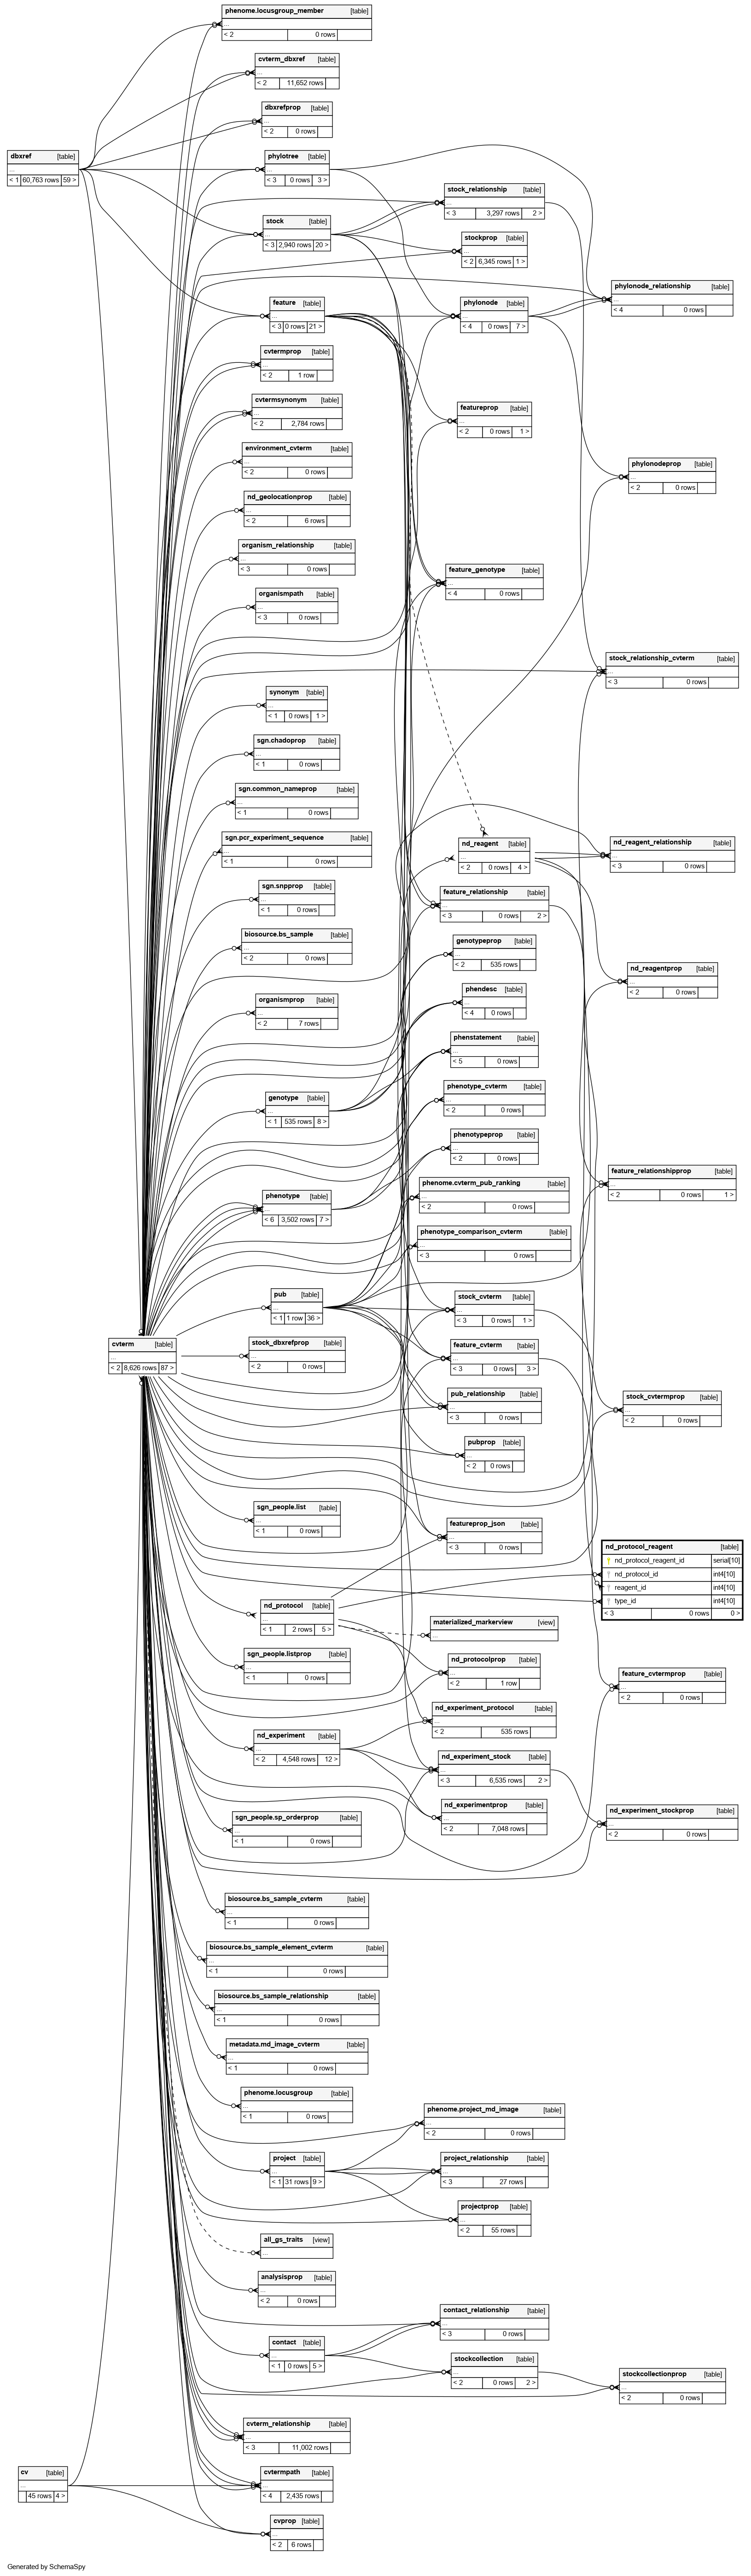 phenome.locusgroup_member [table]
...
< 2 0 rows
cvterm_dbxref [table]
...
< 2 11,652 rows
dbxrefprop [table]
...
< 2 0 rows
dbxref [table]
...
< 1 60,763 rows 59 >
phylotree [table]
...
< 3 0 rows 3 >
stock_relationship [table]
...
< 3 3,297 rows 2 >
stock [table]
...
< 3 2,940 rows 20 >
stockprop [table]
...
< 2 6,345 rows 1 >
phylonode_relationship [table]
...
< 4 0 rows
feature [table]
...
< 3 0 rows 21 >
phylonode [table]
...
< 4 0 rows 7 >
cvtermprop [table]
...
< 2 1 row
cvtermsynonym [table]
...
< 2 2,784 rows
featureprop [table]
...
< 2 0 rows 1 >
environment_cvterm [table]
...
< 2 0 rows
phylonodeprop [table]
...
< 2 0 rows
nd_geolocationprop [table]
...
< 2 6 rows
organism_relationship [table]
...
< 3 0 rows
feature_genotype [table]
...
< 4 0 rows
organismpath [table]
...
< 3 0 rows
stock_relationship_cvterm [table]
...
< 3 0 rows
synonym [table]
...
< 1 0 rows 1 >
sgn.chadoprop [table]
...
< 1 0 rows
sgn.common_nameprop [table]
...
< 1 0 rows
sgn.pcr_experiment_sequence [table]
...
< 1 0 rows
nd_reagent [table]
...
< 2 0 rows 4 >
nd_reagent_relationship [table]
...
< 3 0 rows
sgn.snpprop [table]
...
< 1 0 rows
feature_relationship [table]
...
< 3 0 rows 2 >
biosource.bs_sample [table]
...
< 2 0 rows
genotypeprop [table]
...
< 2 535 rows
nd_reagentprop [table]
...
< 2 0 rows
organismprop [table]
...
< 2 7 rows
phendesc [table]
...
< 4 0 rows
phenstatement [table]
...
< 5 0 rows
genotype [table]
...
< 1 535 rows 8 >
phenotype_cvterm [table]
...
< 2 0 rows
phenotypeprop [table]
...
< 2 0 rows
feature_relationshipprop [table]
...
< 2 0 rows 1 >
phenotype [table]
...
< 6 3,502 rows 7 >
phenome.cvterm_pub_ranking [table]
...
< 2 0 rows
phenotype_comparison_cvterm [table]
...
< 3 0 rows
pub [table]
...
< 1 1 row 36 >
stock_cvterm [table]
...
< 3 0 rows 1 >
cvterm [table]
...
< 2 8,626 rows 87 >
stock_dbxrefprop [table]
...
< 2 0 rows
feature_cvterm [table]
...
< 3 0 rows 3 >
pub_relationship [table]
...
< 3 0 rows
stock_cvtermprop [table]
...
< 2 0 rows
pubprop [table]
...
< 2 0 rows
sgn_people.list [table]
...
< 1 0 rows
featureprop_json [table]
...
< 3 0 rows
nd_protocol_reagent [table]
nd_protocol_reagent_id serial[10]
nd_protocol_id int4[10]
reagent_id int4[10]
type_id int4[10]
< 3 0 rows 0 >
nd_protocol [table]
...
< 1 2 rows 5 >
materialized_markerview [view]
...
sgn_people.listprop [table]
...
< 1 0 rows
nd_protocolprop [table]
...
< 2 1 row
feature_cvtermprop [table]
...
< 2 0 rows
nd_experiment_protocol [table]
...
< 2 535 rows
nd_experiment [table]
...
< 2 4,548 rows 12 >
nd_experiment_stock [table]
...
< 3 6,535 rows 2 >
nd_experimentprop [table]
...
< 2 7,048 rows
nd_experiment_stockprop [table]
...
< 2 0 rows
sgn_people.sp_orderprop [table]
...
< 1 0 rows
biosource.bs_sample_cvterm [table]
...
< 1 0 rows
biosource.bs_sample_element_cvterm [table]
...
< 1 0 rows
biosource.bs_sample_relationship [table]
...
< 1 0 rows
metadata.md_image_cvterm [table]
...
< 1 0 rows
phenome.locusgroup [table]
...
< 1 0 rows
phenome.project_md_image [table]
...
< 2 0 rows
project [table]
...
< 1 31 rows 9 >
project_relationship [table]
...
< 3 27 rows
projectprop [table]
...
< 2 55 rows
all_gs_traits [view]
...
analysisprop [table]
...
< 2 0 rows
contact_relationship [table]
...
< 3 0 rows
contact [table]
...
< 1 0 rows 5 >
stockcollection [table]
...
< 2 0 rows 2 >
stockcollectionprop [table]
...
< 2 0 rows
cvterm_relationship [table]
...
< 3 11,002 rows
cv [table]
...
45 rows 4 >
cvtermpath [table]
...
< 4 2,435 rows
cvprop [table]
...
< 2 6 rows
Generated by SchemaSpy